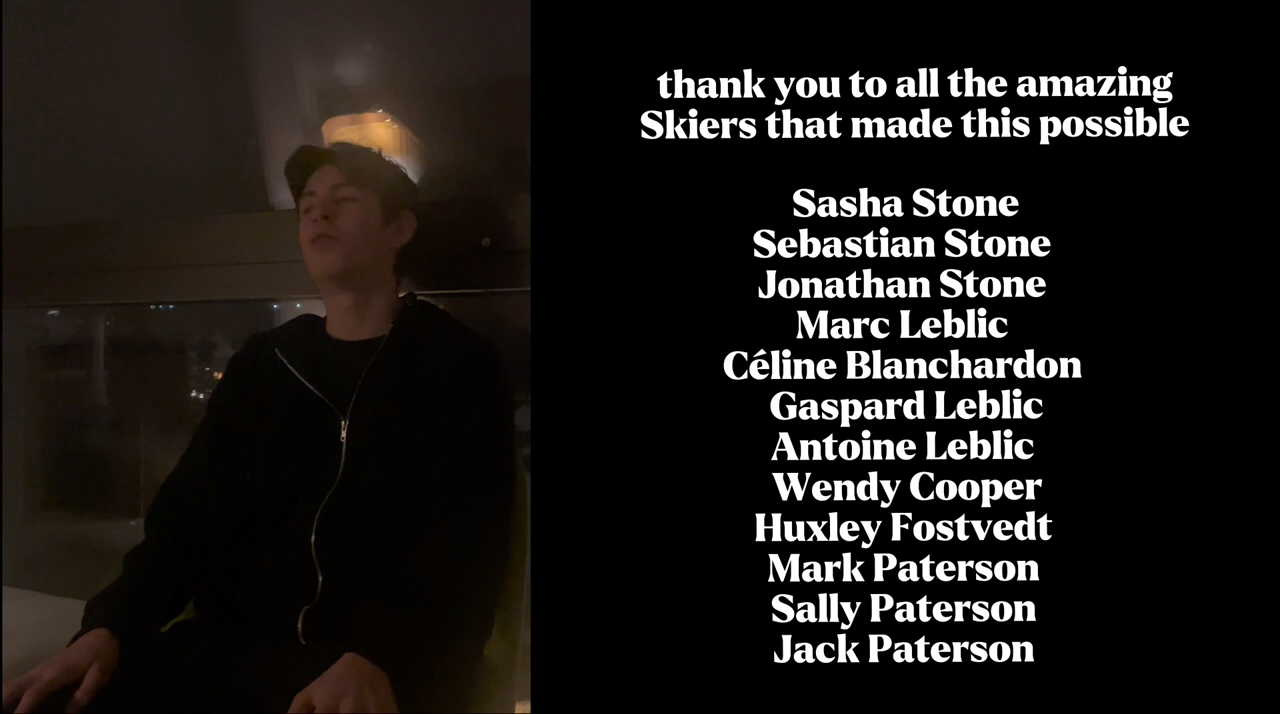 thank you to all the amazing
Skiers that made this possible
Sasha Stone
Sebastian Stone
Jonathan Stone
Marc Leblic
Céline Blanchardon
Gaspard Leblic
Antoine Leblic
Wendy Cooper
Huxley Fostvedt
Mark Paterson
Sally Paterson
Jack Paterson